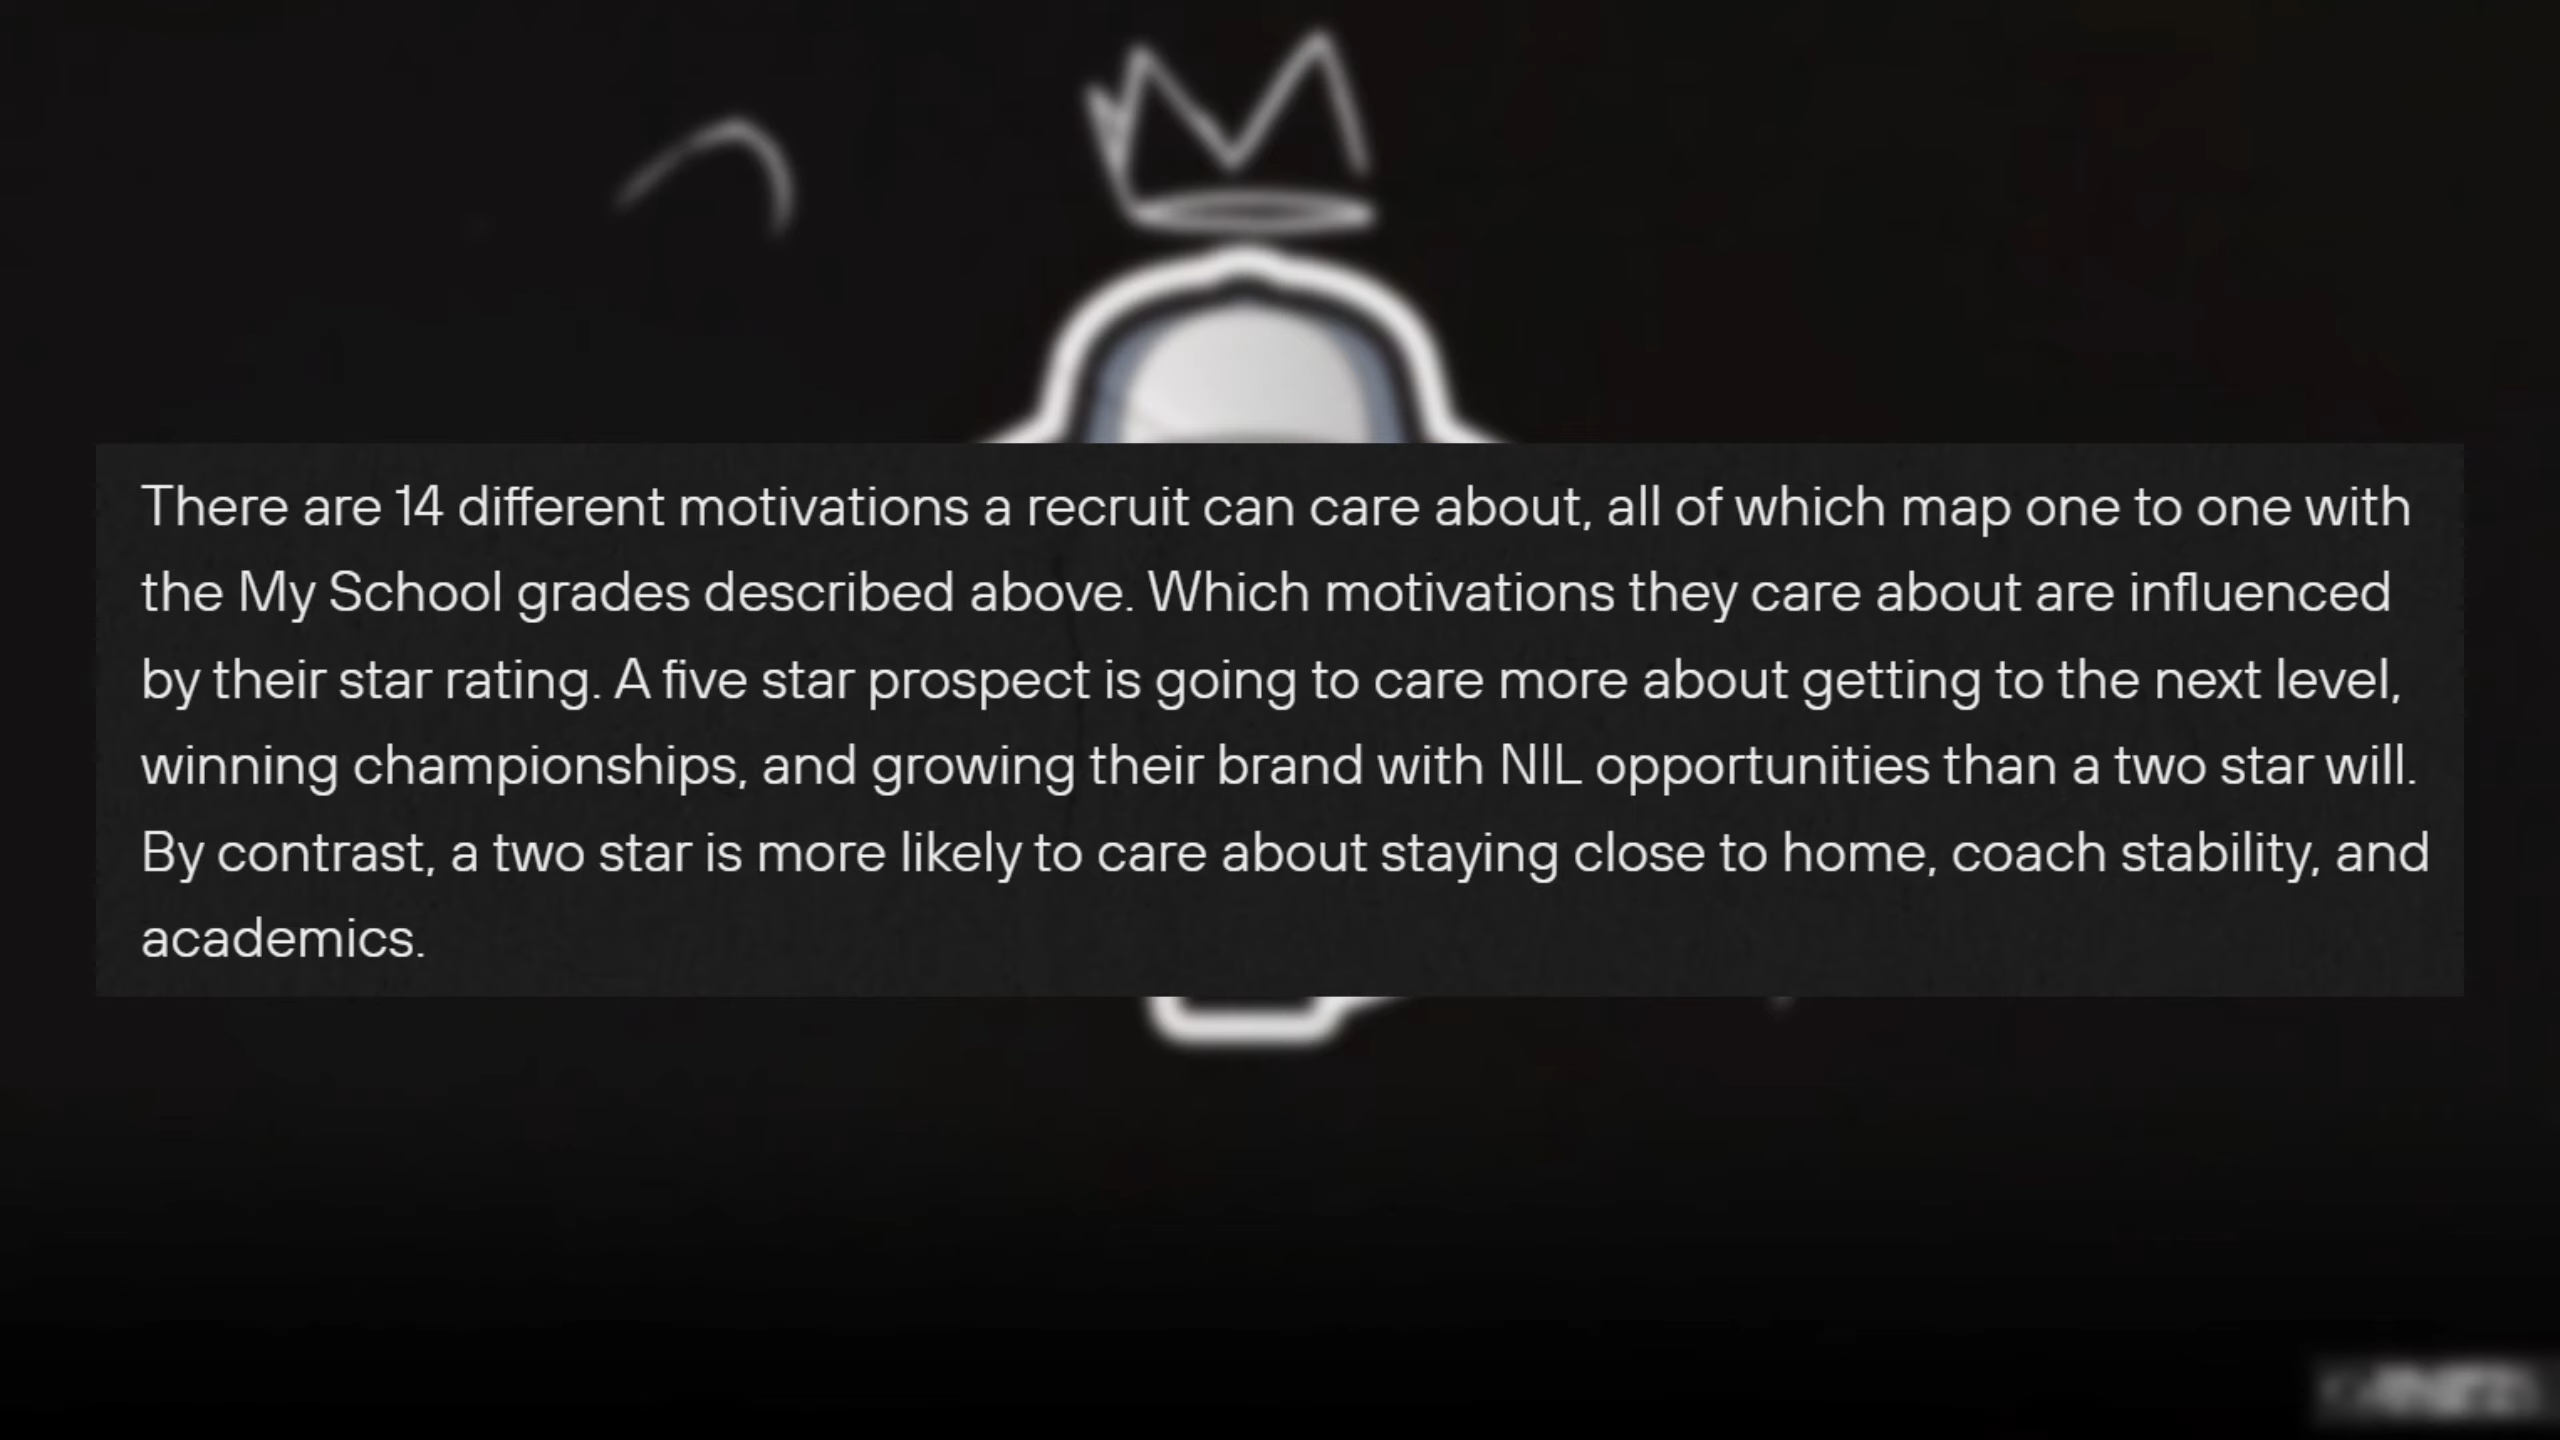 There are 14 different motivations a recruit can care about, all of which map one to one with
the My School grades described above. Which motivations they care about are influenced
by their star rating. A five star prospect is going to care more about getting to the next level,
winning championships, and growing their brand with NIL opportunities than a two star will.
By contrast, a two star is more likely to care about staying close to home, coach stability, and
academics.